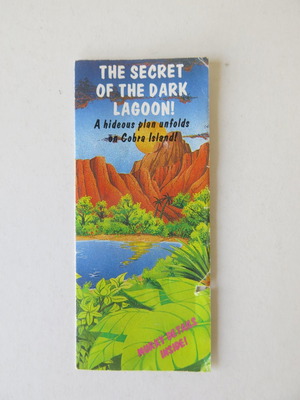 THE SECRET
OF THE DARK
LAGOON!
A hideous plan unfolds
on Cobra Island!
INSIDE!